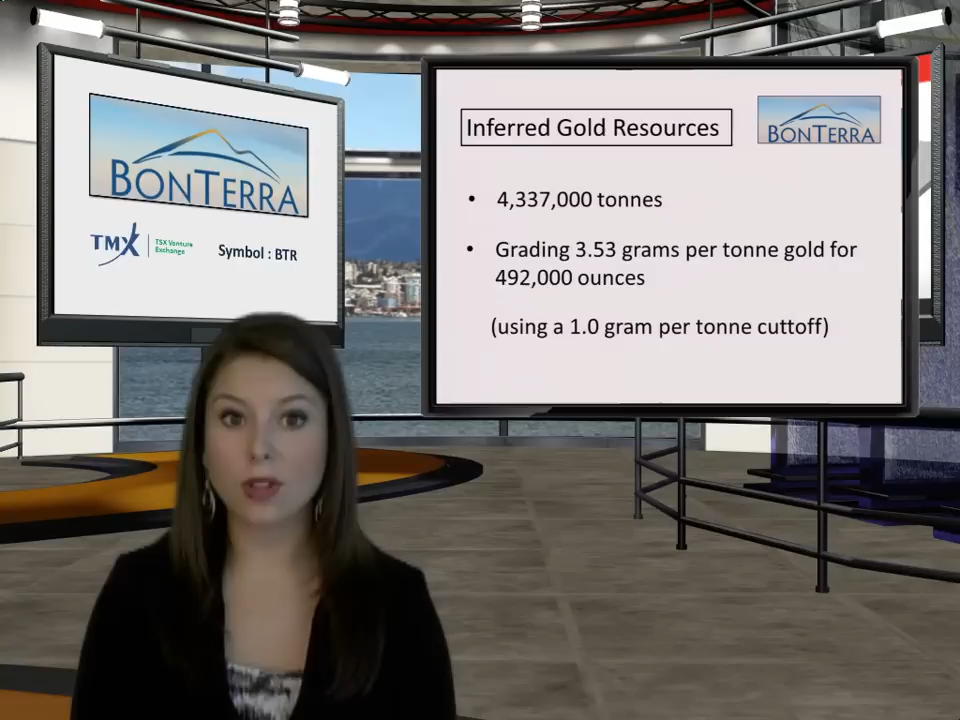 BONTERRA
TMX TSX Venture Exchange
Symbol : BTR
Inferred Gold Resources
BONTERRA
• 4,337,000 tonnes
• Grading 3.53 grams per tonne gold for
492,000 ounces
(using a 1.0 gram per tonne cuttoff)